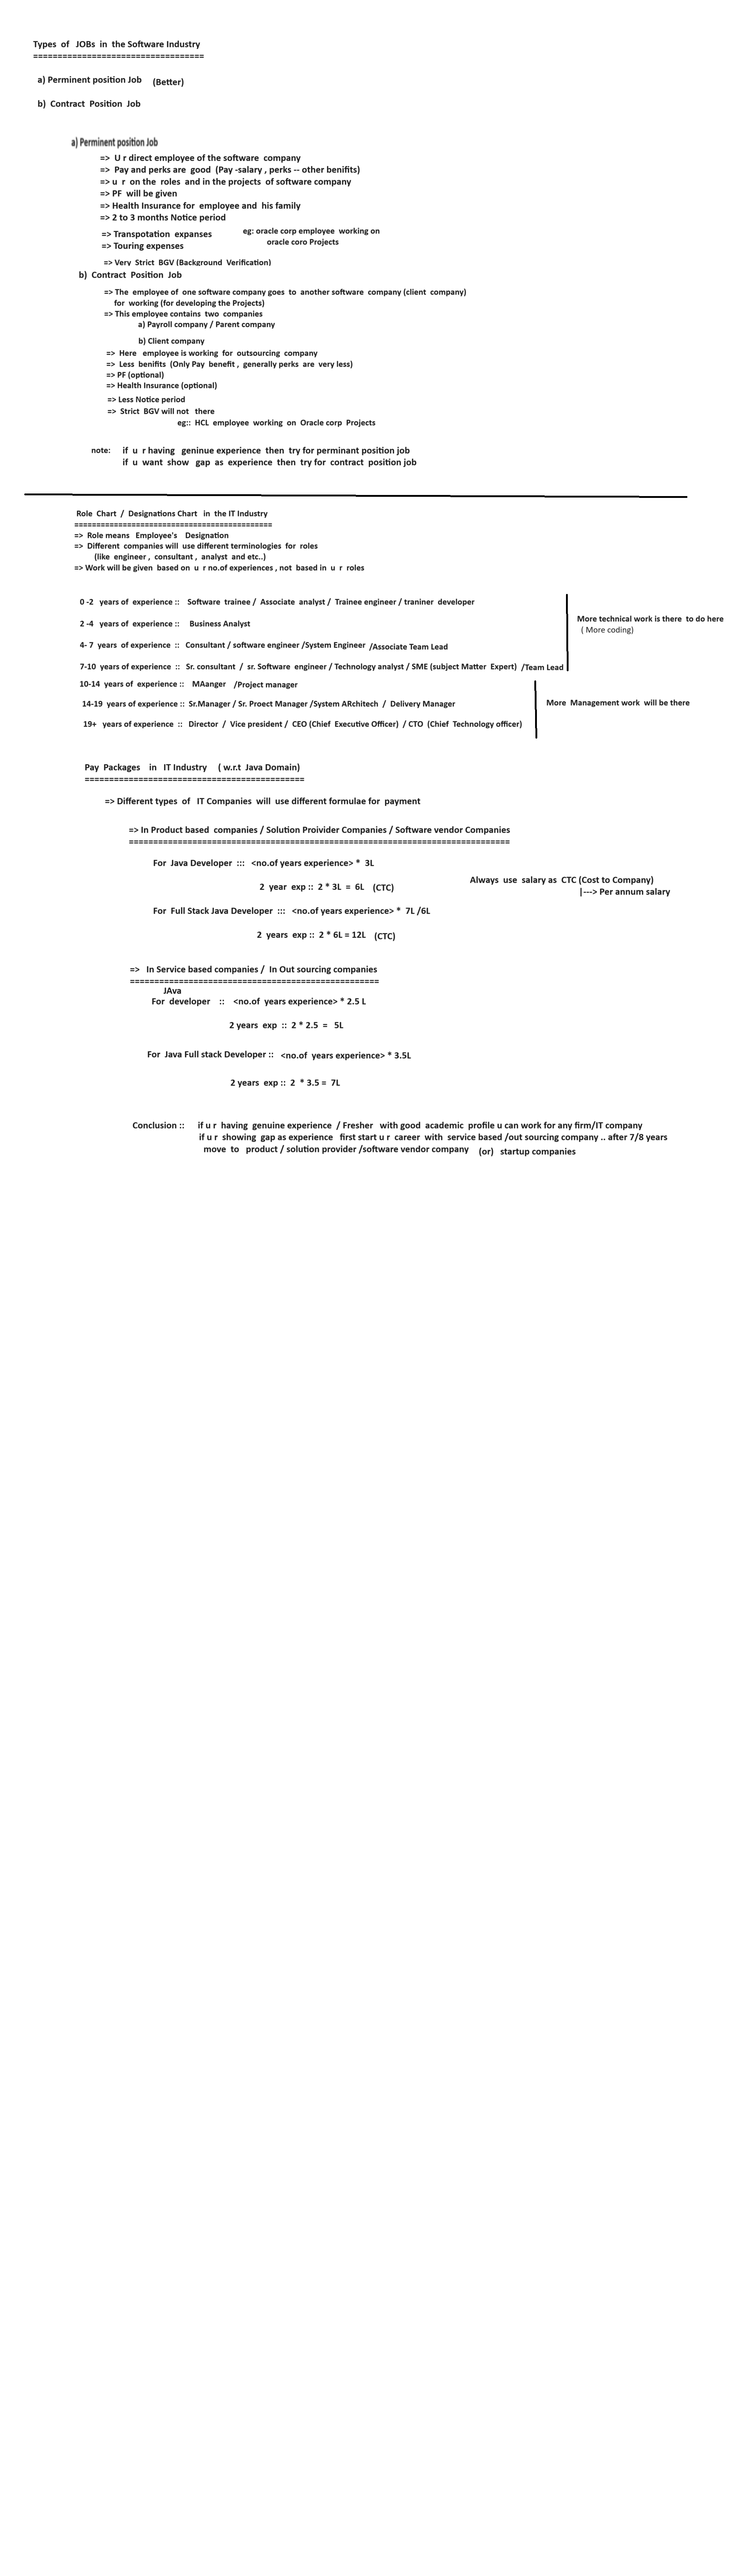 Types of JOBs in the Software Industry
===================================
a) Perminent position Job (Better)
b) Contract Position Job
a) Perminent position Job
=> U r direct employee of the software company
=> Pay and perks are good (Pay -salary , perks -- other benifits)
=> u r on the roles and in the projects of software company
=> PF will be given
=> Health Insurance for employee and his family
=> 2 to 3 months Notice period
=> Transpotation expanses eg: oracle corp employee working on
oracle coro Projects
=> Touring expenses
=> Very Strict BGV (Background Verification)
b) Contract Position Job
=> The employee of one software company goes to another software company (client company)
for working (for developing the Projects)
=> This employee contains two companies
a) Payroll company / Parent company
b) Client company
=> Here employee is working for outsourcing company
=> Less benifits (Only Pay benefit , generally perks are very less)
=> PF (optional)
=> Health Insurance (optional)
=> Less Notice period
=> Strict BGV will not there
eg:: HCL employee working on Oracle corp Projects
note: if u r having geninue experience then try for perminant position job
if u want show gap as experience then try for contract position job
Role Chart / Designations Chart in the IT Industry
=============================================
=> Role means Employee's Designation
=> Different companies will use different terminologies for roles
(like engineer , consultant , analyst and etc..)
=> Work will be given based on u r no.of experiences , not based in u r roles
0 -2 years of experience :: Software trainee / Associate analyst / Trainee engineer / traniner developer
More technical work is there to do here
2 -4 years of experience :: Business Analyst
( More coding)
4- 7 years of experience :: Consultant / software engineer /System Engineer /Associate Team Lead
7-10 years of experience :: Sr. consultant / sr. Software engineer / Technology analyst / SME (subject Matter Expert) /Team Lead
10-14 years of experience :: MAanger /Project manager
14-19 years of experience :: Sr.Manager / Sr. Proect Manager /System ARchitech / Delivery Manager More Management work will be there
19+ years of experience :: Director / Vice president / CEO (Chief Executive Officer) / CTO (Chief Technology officer)
Pay Packages in IT Industry ( w.r.t Java Domain)
=============================================
=> Different types of IT Companies will use different formulae for payment
=> In Product based companies / Solution Proivider Companies / Software vendor Companies
==============================================================================
For Java Developer ::: <no.of years experience> * 3L
Always use salary as CTC (Cost to Company)
2 year exp :: 2 * 3L = 6L (CTC)
|---> Per annum salary
For Full Stack Java Developer ::: <no.of years experience> * 7L /6L
2 years exp :: 2 * 6L = 12L (CTC)
=> In Service based companies / In Out sourcing companies
===================================================
JAva
For developer :: <no.of years experience> * 2.5 L
2 years exp :: 2 * 2.5 = 5L
For Java Full stack Developer :: <no.of years experience> * 3.5L
2 years exp :: 2 * 3.5 = 7L
Conclusion :: if u r having genuine experience / Fresher with good academic profile u can work for any firm/IT company
if u r showing gap as experience first start u r career with service based /out sourcing company .. after 7/8 years
move to product / solution provider /software vendor company (or) startup companies